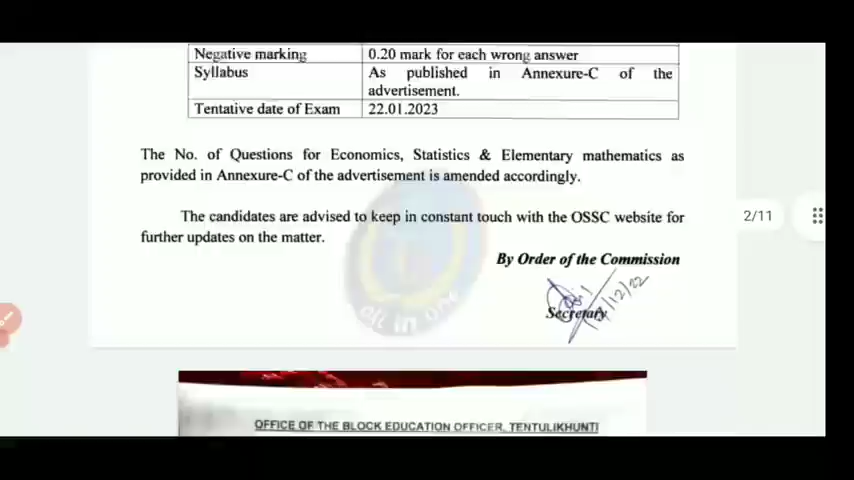 Negative marking 0.20 mark for each wrong answer
Syllabus As published in Annexure-C of the
advertisement.
Tentative date of Exam 22.01.2023
The No. of Questions for Economics, Statistics & Elementary mathematics as
provided in Annexure-C of the advertisement is amended accordingly.
The candidates are advised to keep in constant touch with the OSSC website for
further updates on the matter.
2/11
By Order of the Commission
Secretary
all in one
OFFICE OF THE BLOCK EDUCATION OFFICER, TENTULIKHUNTI